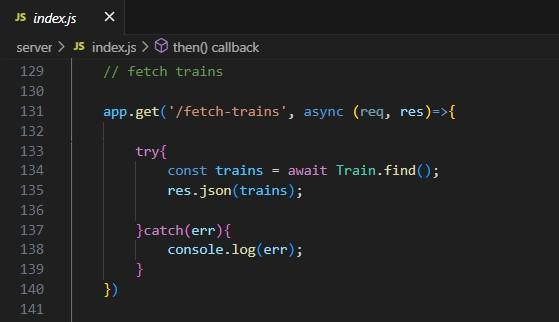 JS index.js ×
server > JS index.js > then() callback
129 // fetch trains
130
131 app.get('/fetch-trains', async (req, res)=>{
132
133 try{
134 const trains = await Train.find();
135 res.json(trains);
136
137 }catch(err){
138 console.log(err);
139 }
140 })
141